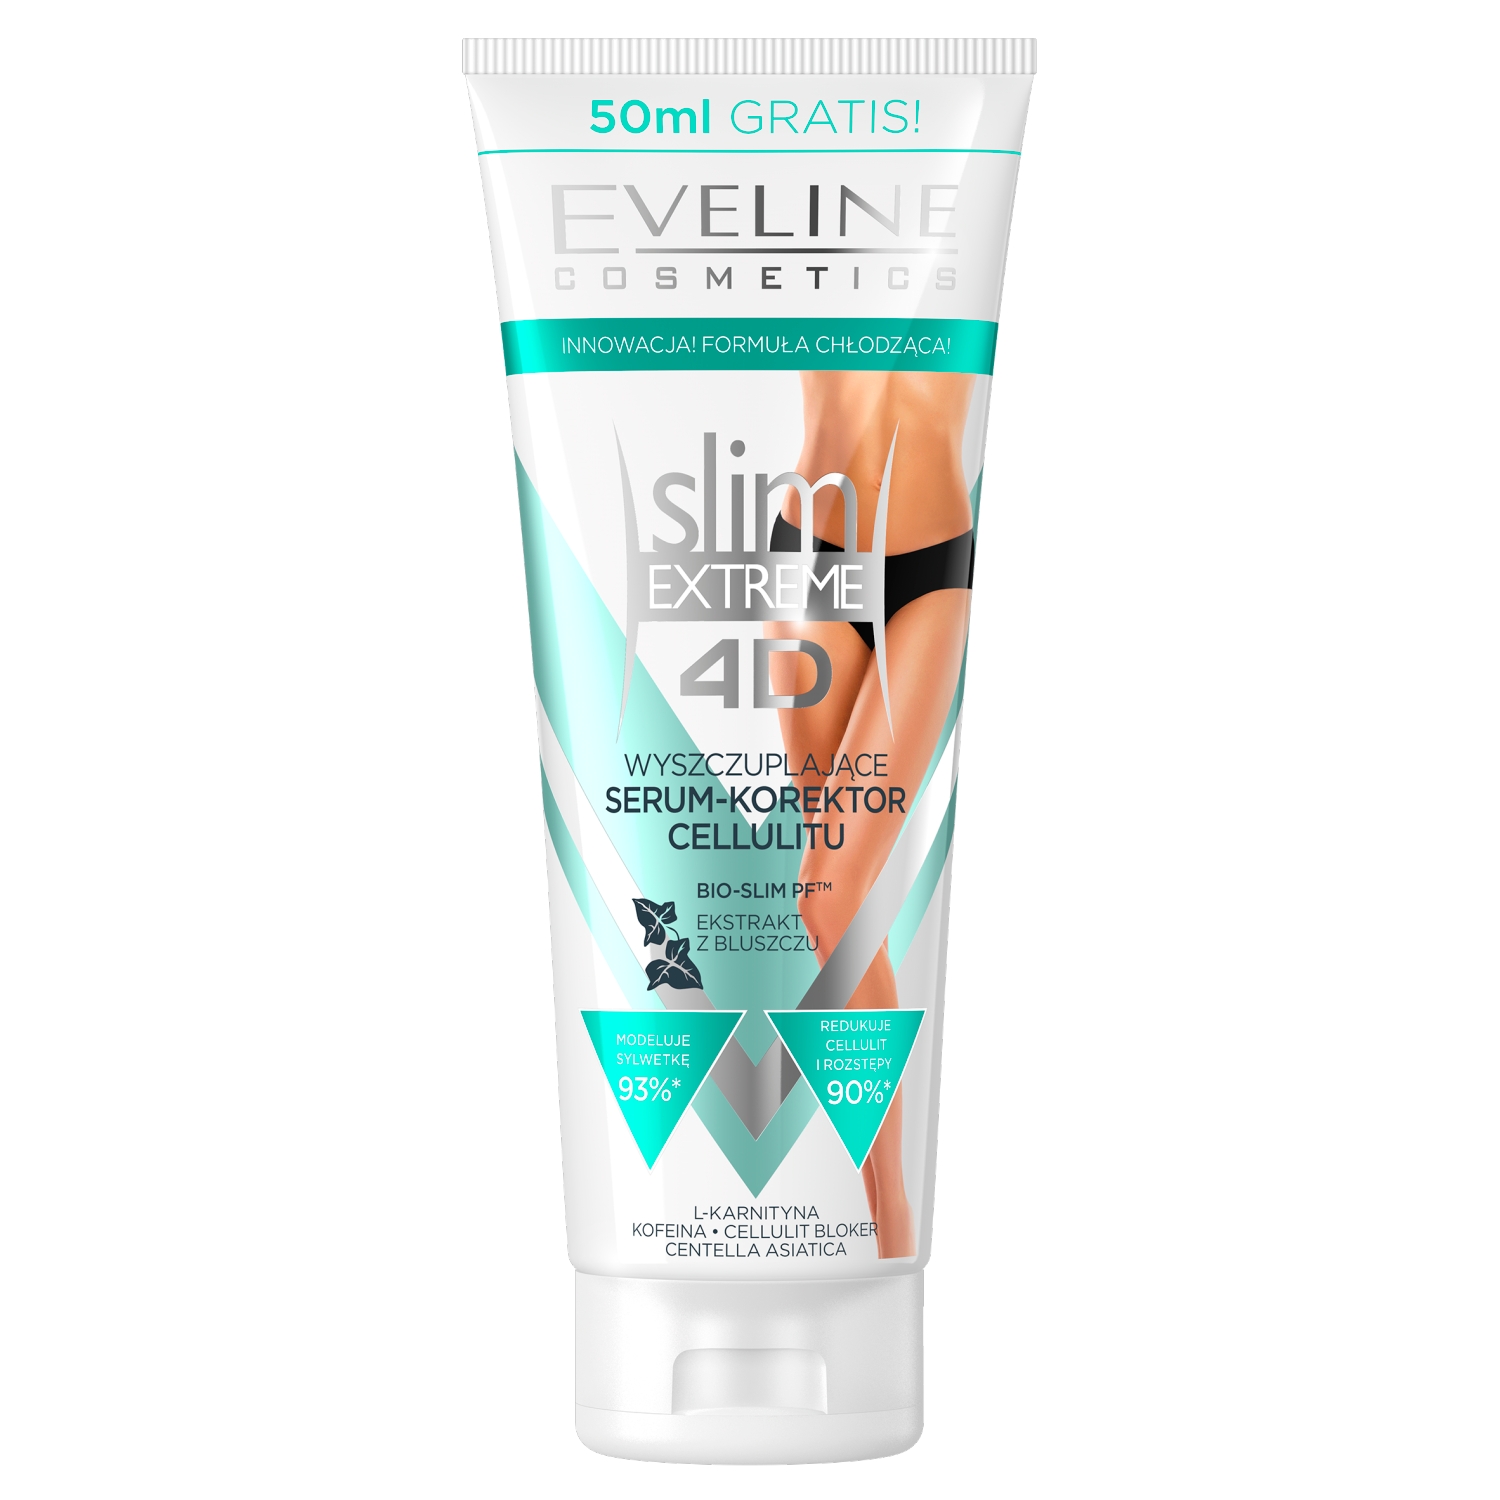 50ml GRATIS!
EVELINE
COSMETICS
INNOWACJA! FORMUŁA CHŁODZĄCA!
slim
EXTREME
4D
WYSZCZUPLAJĄCE
SERUM-KOREKTOR
CELLULITU
BIO-SLIM PF™
EKSTRAKT
Z BLUSZCZU
MODELUJE
SYLWETKĘ
93%*
REDUKUJE
CELLULIT
I ROZSTĘPY
90%*
L-KARNITYNA
KOFEINA • CELLULIT BLOKER
CENTELLA ASIATICA